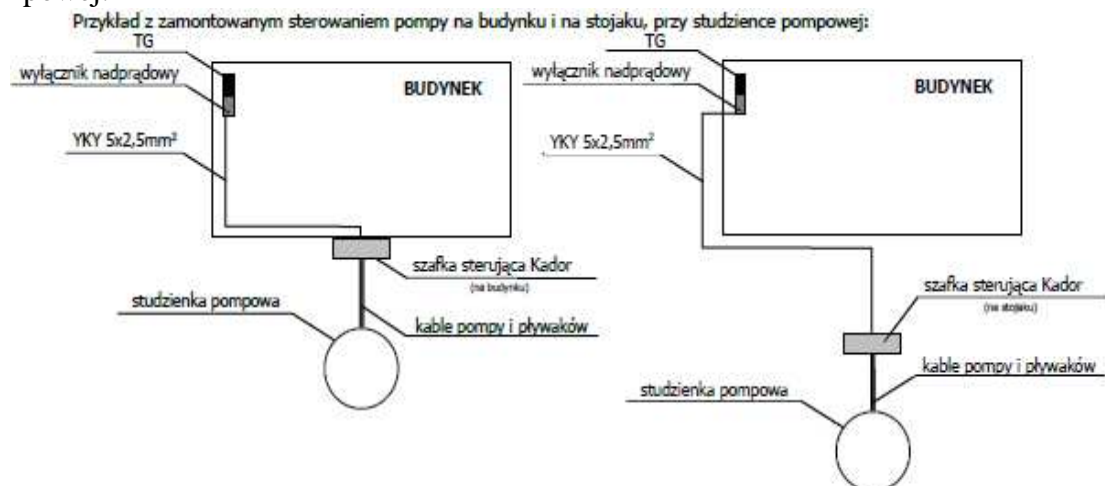 Przykład z zamontowanym sterowaniem pompy na budynku i na stojaku, przy studzience pompowej:
TG
wyłącznik nadprądowy
BUDYNEK
YKY 5x2,5mm²
szafka sterująca Kador
(na budynku)
studzienka pompowa
kable pompy i pływaków
TG
wyłącznik nadprądowy
BUDYNEK
YKY 5x2,5mm²
szafka sterująca Kador
(na stojaku)
kable pompy i pływaków
studzienka pompowa